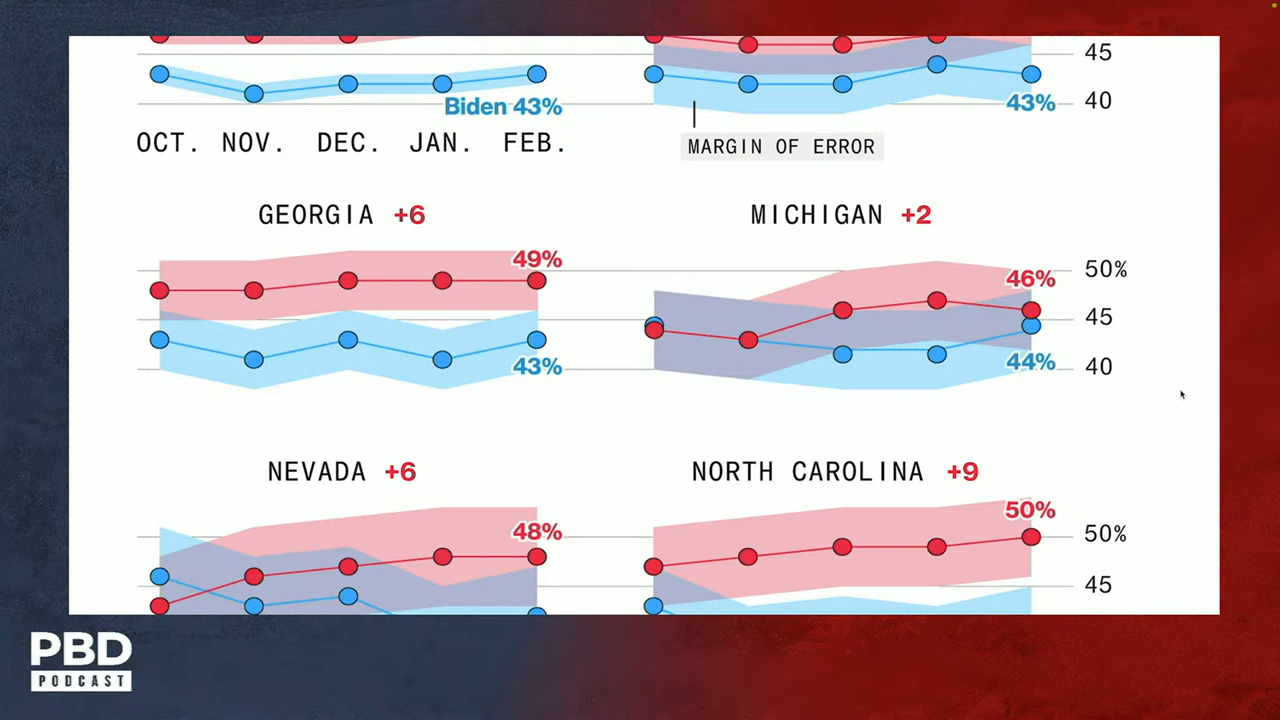 45
Biden 43%
43%
40
OCT. NOV. DEC. JAN. FEB.
MARGIN OF ERROR
GEORGIA +6
MICHIGAN +2
49%
46%
50%
45
43%
44%
40
NEVADA +6
NORTH CAROLINA +9
48%
50%
50%
45
PBD
PODCAST